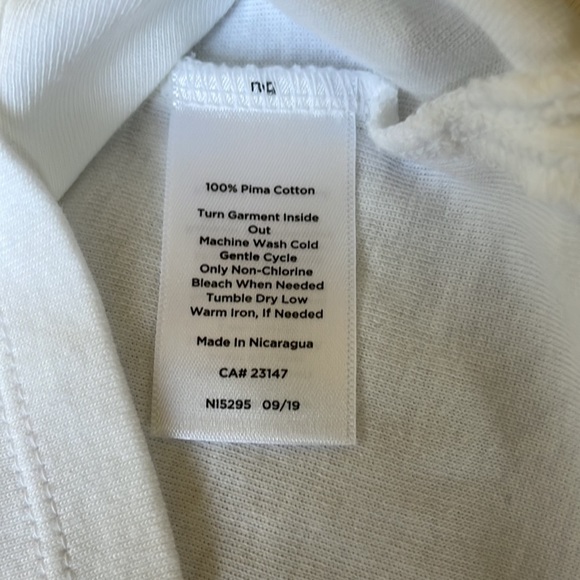 100% Pima Cotton
Turn Garment Inside
Out
Machine Wash Cold
Gentle Cycle
Only Non-Chlorine
Bleach When Needed
Tumble Dry Low
Warm Iron, If Needed
Made In Nicaragua
CA# 23147
NI5295 09/19